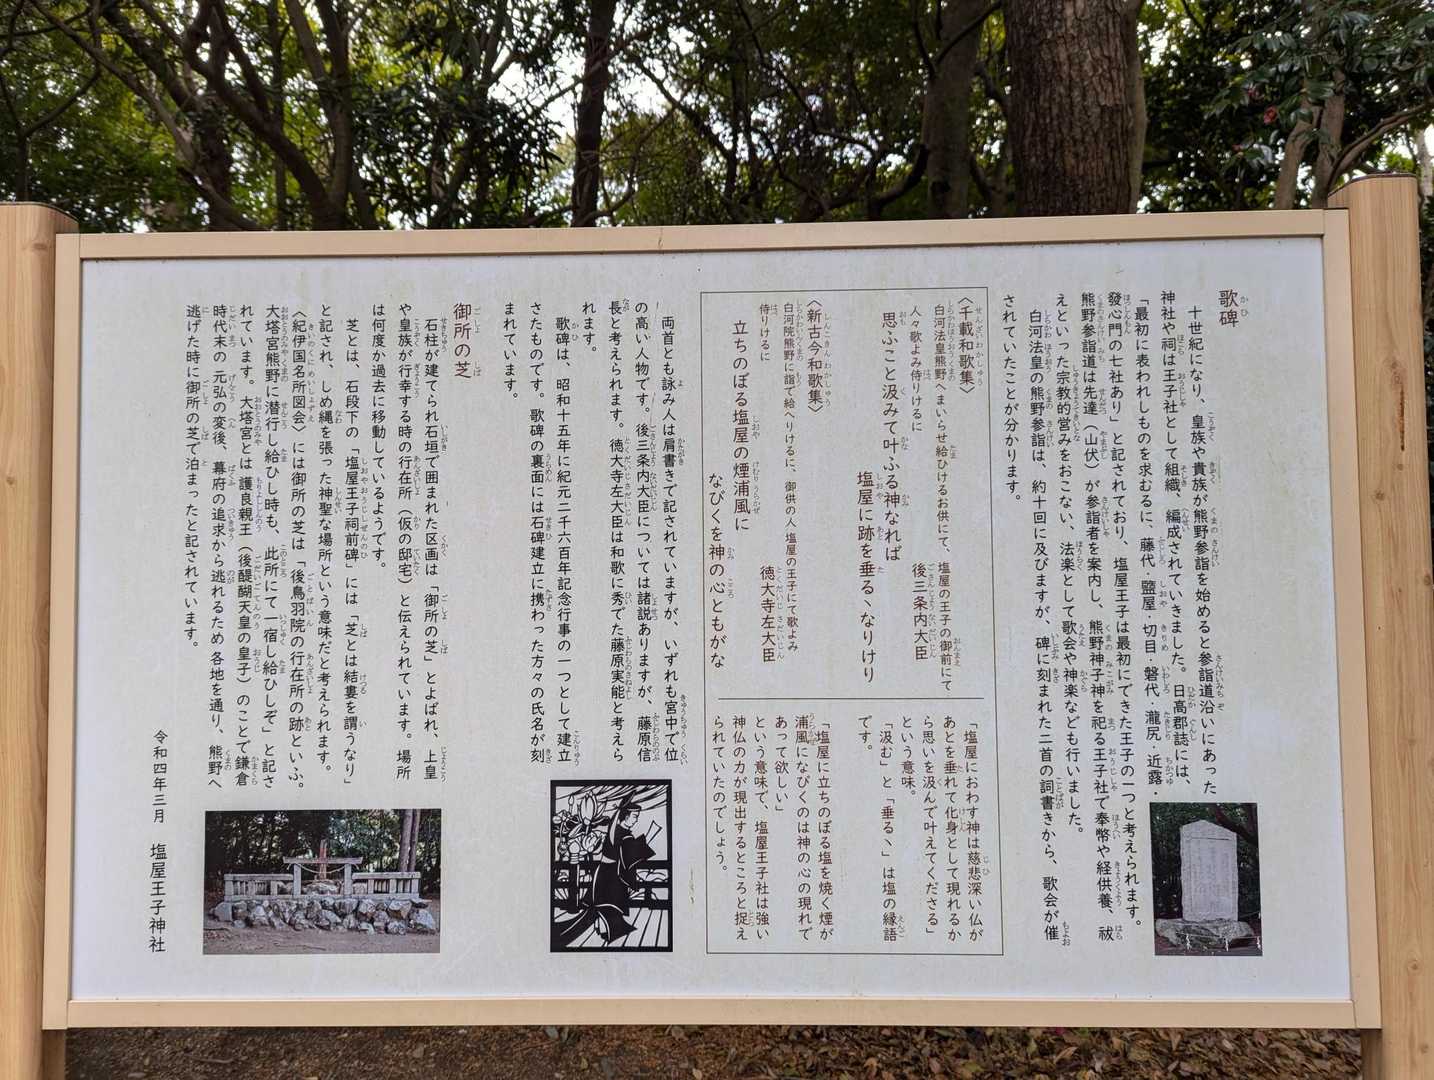 歌碑
十世紀になり、皇族や貴族が熊野参詣を始めると参詣道沿いにあった
神社や祠は王子社として組織、編成されていきました。日高郡誌には、
「最初に表われしものを求むるに、藤代・鹽屋・切目・磐代・瀧尻・近露・
發心門の七社あり」と記されており、塩屋王子は最初にできた王子の一つと考えられます。
熊野参詣道は先達（山伏）が参詣者を案内し、熊野神子神を祀る王子社で奉幣や経供養、祓
えといった宗教的営みをおこない、法楽として歌会や神楽なども行いました。
白河法皇の熊野参詣は、約十回に及びますが、碑に刻まれた二首の詞書きから、歌会が催
されていたことが分かります。
〈千載和歌集〉
白河法皇熊野へまいらせ給ひけるお供にて、塩屋の王子の御前にて
人々歌よみ侍りけるに
後三条内大臣
思ふこと汲みて叶ふる神なれば
塩屋に跡を垂るゝなりけり
〈新古今和歌集〉
白河院熊野に詣で給へりけるに、御供の人 塩屋の王子にて歌よみ
侍りけるに
徳大寺左大臣
立ちのぼる塩屋の煙浦風に
なびくを神の心ともがな
「塩屋におわす神は慈悲深い仏が
あとを垂れて化身として現れるか
ら思いを汲んで叶えてくださる」
という意味。
「汲む」と「垂るゝ」は塩の縁語
です。
「塩屋に立ちのぼる塩を焼く煙が
浦風になびくのは神の心の現れで
あって欲しい」
という意味で、塩屋王子社は強い
神仏の力が現出するところと捉え
られていたのでしょう。
両首とも詠み人は肩書きで記されていますが、いずれも宮中で位
の高い人物です。後三条内大臣については諸説ありますが、藤原信
長と考えられます。徳大寺左大臣は和歌に秀でた藤原実能と考えら
れます。
歌碑は、昭和十五年に紀元二千六百年記念行事の一つとして建立
されたものです。歌碑の裏面には石碑建立に携わった方々の氏名が刻
まれています。
御所の芝
石柱が建てられ石垣で囲まれた区画は「御所の芝」とよばれ、上皇
や皇族が行幸する時の行在所（仮の邸宅）と伝えられています。場所
は何度か過去に移動しているようです。
芝とは、石段下の「塩屋王子祠前碑」には「芝とは結婁を謂うなり」
と記され、しめ縄を張った神聖な場所という意味だと考えられます。
〈紀伊国名所図会〉には御所の芝は「後鳥羽院の行在所の跡といふ。
大塔宮熊野に潜行し給ひし時も、此所にて一宿し給ひしぞ」と記さ
れています。大塔宮とは護良親王（後醍醐天皇の皇子）のことで鎌倉
時代末の元弘の変後、幕府の追求から逃れるため各地を通り、熊野へ
逃げた時に御所の芝で泊まったと記されています。
令和四年三月　塩屋王子神社